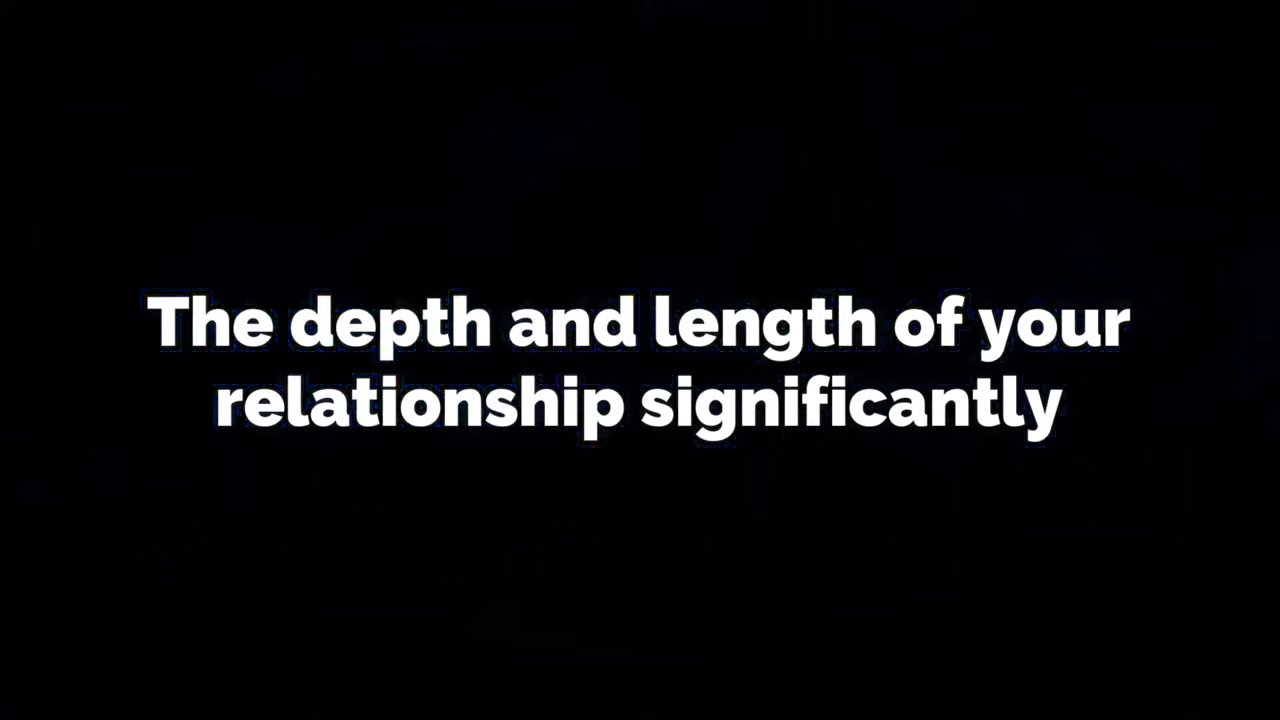 The depth and length of your
relationship significantly